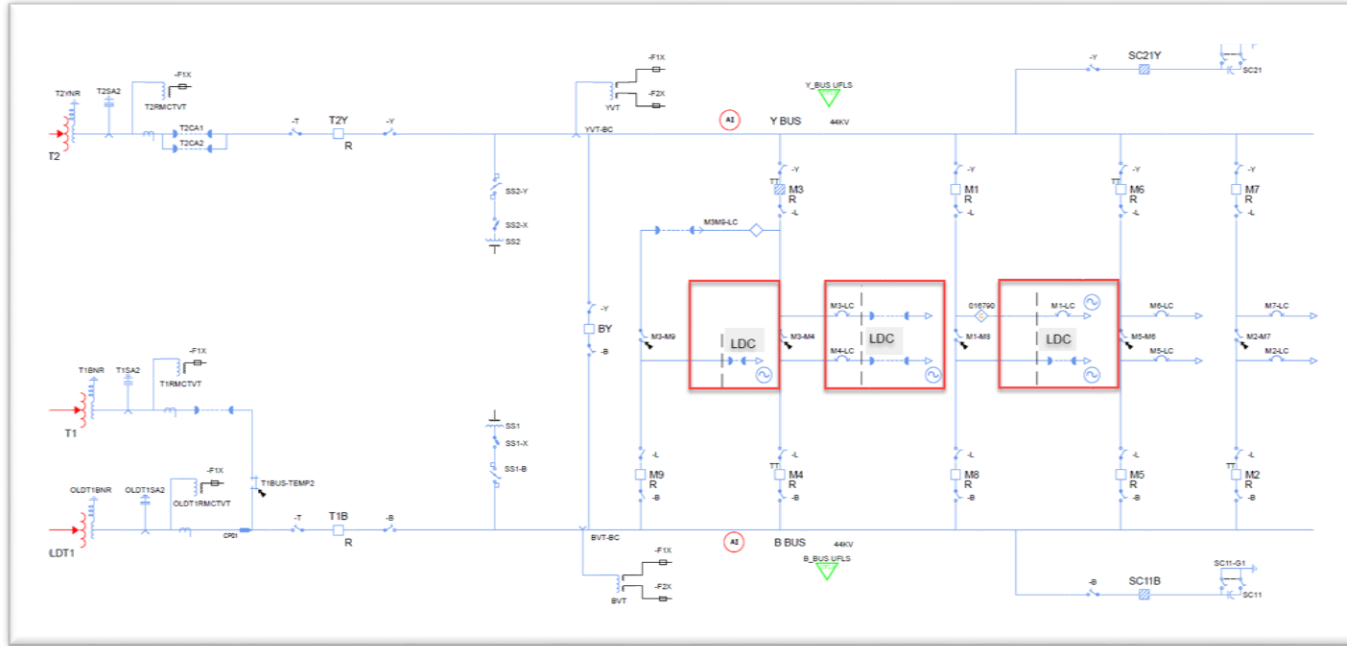 SC21Y
-Y
SC21
-F1X
T2YNR
T2SA2
T2RMCTVT
-F1X
-F2X
YVT
Y_BUS UFLS
T2
T2CA1
T2CA2
-T
T2Y
-Y
R
YVT-BC
AI
Y BUS
44KV
-Y
TT
M3
R
-L
-Y
M1
R
-L
-Y
TT
M6
R
-L
-Y
M7
R
-L
SS2-Y
SS2-X
SS2
M3M9-LC
-Y
BY
-B
M3-M9
LDC
M3-LC
M3-M4
M4-LC
LDC
016790
M1-M8
M1-LC
LDC
M6-LC
M5-M6
M5-LC
M7-LC
M2-M7
M2-LC
T1BNR
T1SA2
-F1X
T1RMCTVT
T1
SS1
SS1-X
SS1-B
-L
M9
R
-B
-L
TT
M4
R
-B
-L
M8
R
-B
-L
M5
R
-B
-L
TT
M2
R
-B
OLDT1BNR
OLDT1SA2
-F1X
OLDT1RMCTVT
T1BUS-TEMP2
LDT1
-T
T1B
-B
R
BVT-BC
AI
B BUS
44KV
B_BUS UFLS
-F1X
-F2X
BVT
-B
SC11B
SC11-G1
SC11